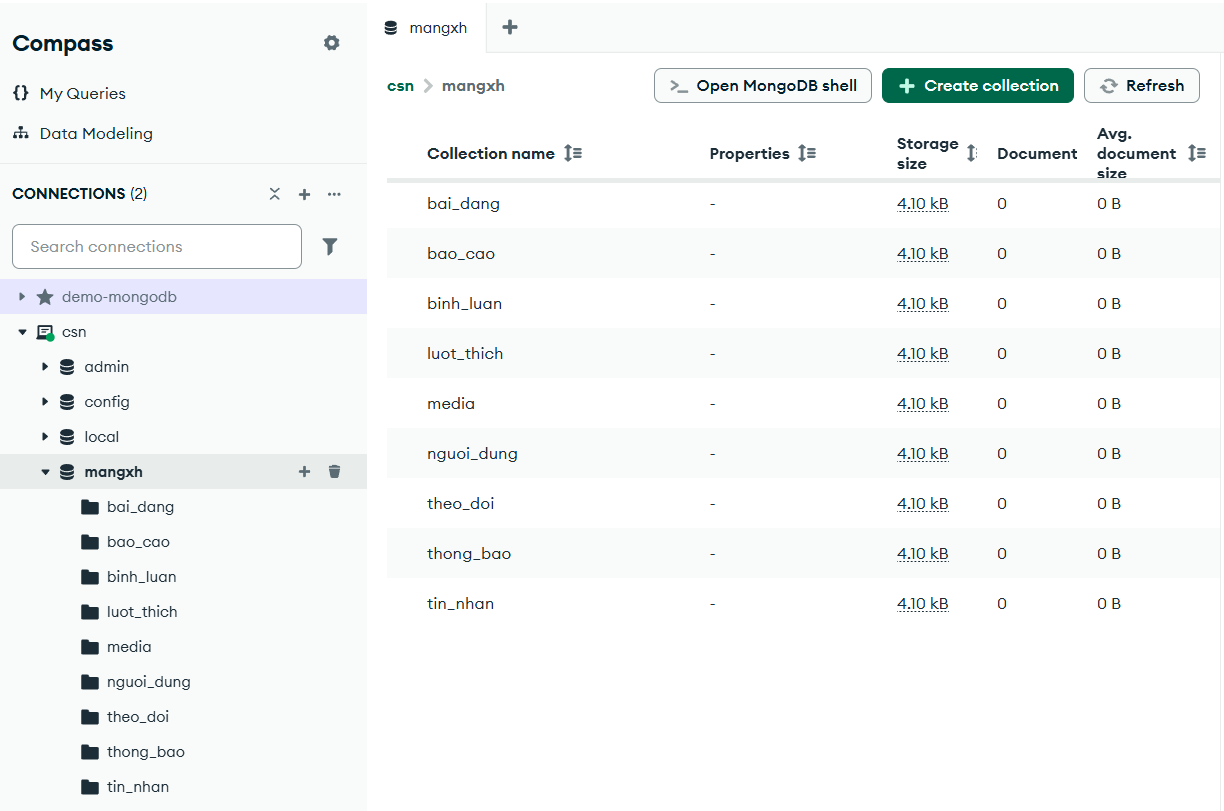 Compass
My Queries
Data Modeling
CONNECTIONS (2)
Search connections
demo-mongodb
csn
admin
config
local
mangxh
bai_dang
bao_cao
binh_luan
luot_thich
media
nguoi_dung
theo_doi
thong_bao
tin_nhan
mangxh
csn mangxh
Open MongoDB shell
Create collection
Refresh
Collection name Properties Storage size Document Avg. document size
bai_dang - 4.10 kB 0 0 B
bao_cao - 4.10 kB 0 0 B
binh_luan - 4.10 kB 0 0 B
luot_thich - 4.10 kB 0 0 B
media - 4.10 kB 0 0 B
nguoi_dung - 4.10 kB 0 0 B
theo_doi - 4.10 kB 0 0 B
thong_bao - 4.10 kB 0 0 B
tin_nhan - 4.10 kB 0 0 B